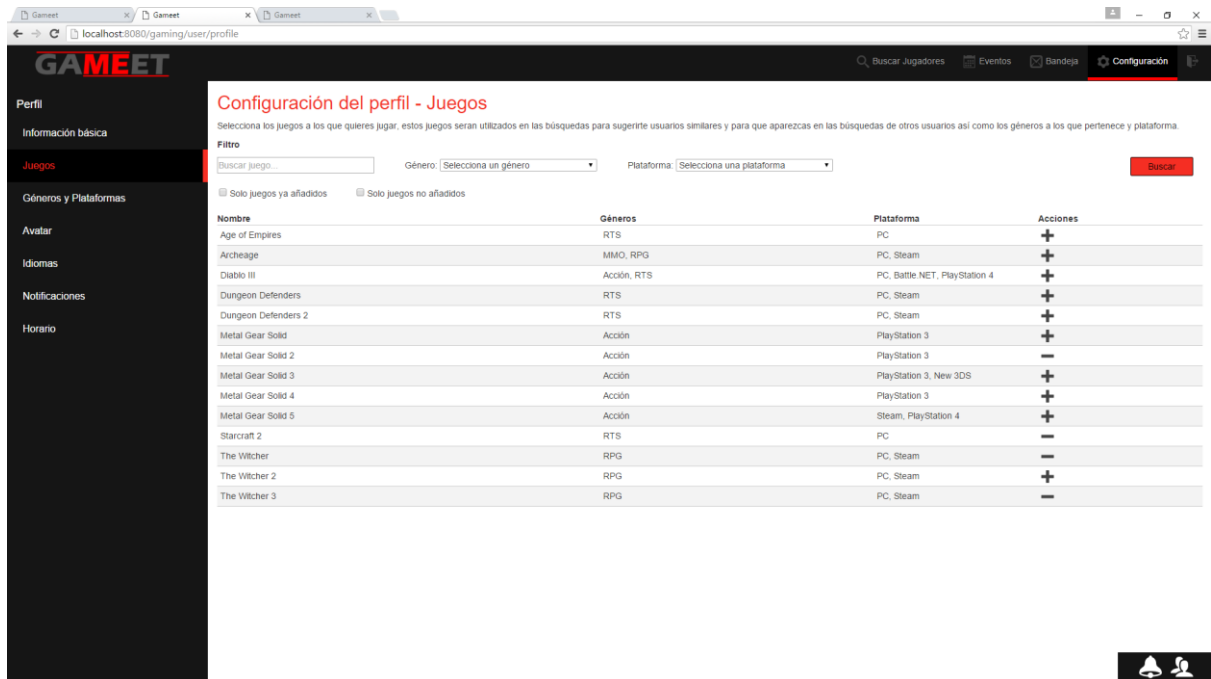 Gameet Gameet Gameet
localhost:8080/gaming/user/profile
GAMEET Buscar Jugadores Eventos Bandeja Configuración
Perfil
Información básica
Juegos
Géneros y Plataformas
Avatar
Idiomas
Notificaciones
Horario
Configuración del perfil - Juegos
Selecciona los juegos a los que quieres jugar, estos juegos seran utilizados en las búsquedas para sugerirte usuarios similares y para que aparezcas en las búsquedas de otros usuarios así como los géneros a los que pertenece y plataforma.
Filtro
Buscar juego... Género: Selecciona un género Plataforma: Selecciona una plataforma Buscar
Solo juegos ya añadidos Solo juegos no añadidos
Nombre Géneros Plataforma Acciones
Age of Empires RTS PC
Archeage MMO, RPG PC, Steam
Diablo III Acción, RTS PC, Battle.NET, PlayStation 4
Dungeon Defenders RTS PC, Steam
Dungeon Defenders 2 RTS PC, Steam
Metal Gear Solid Acción PlayStation 3
Metal Gear Solid 2 Acción PlayStation 3
Metal Gear Solid 3 Acción PlayStation 3, New 3DS
Metal Gear Solid 4 Acción PlayStation 3
Metal Gear Solid 5 Acción Steam, PlayStation 4
Starcraft 2 RTS PC
The Witcher RPG PC, Steam
The Witcher 2 RPG PC, Steam
The Witcher 3 RPG PC, Steam